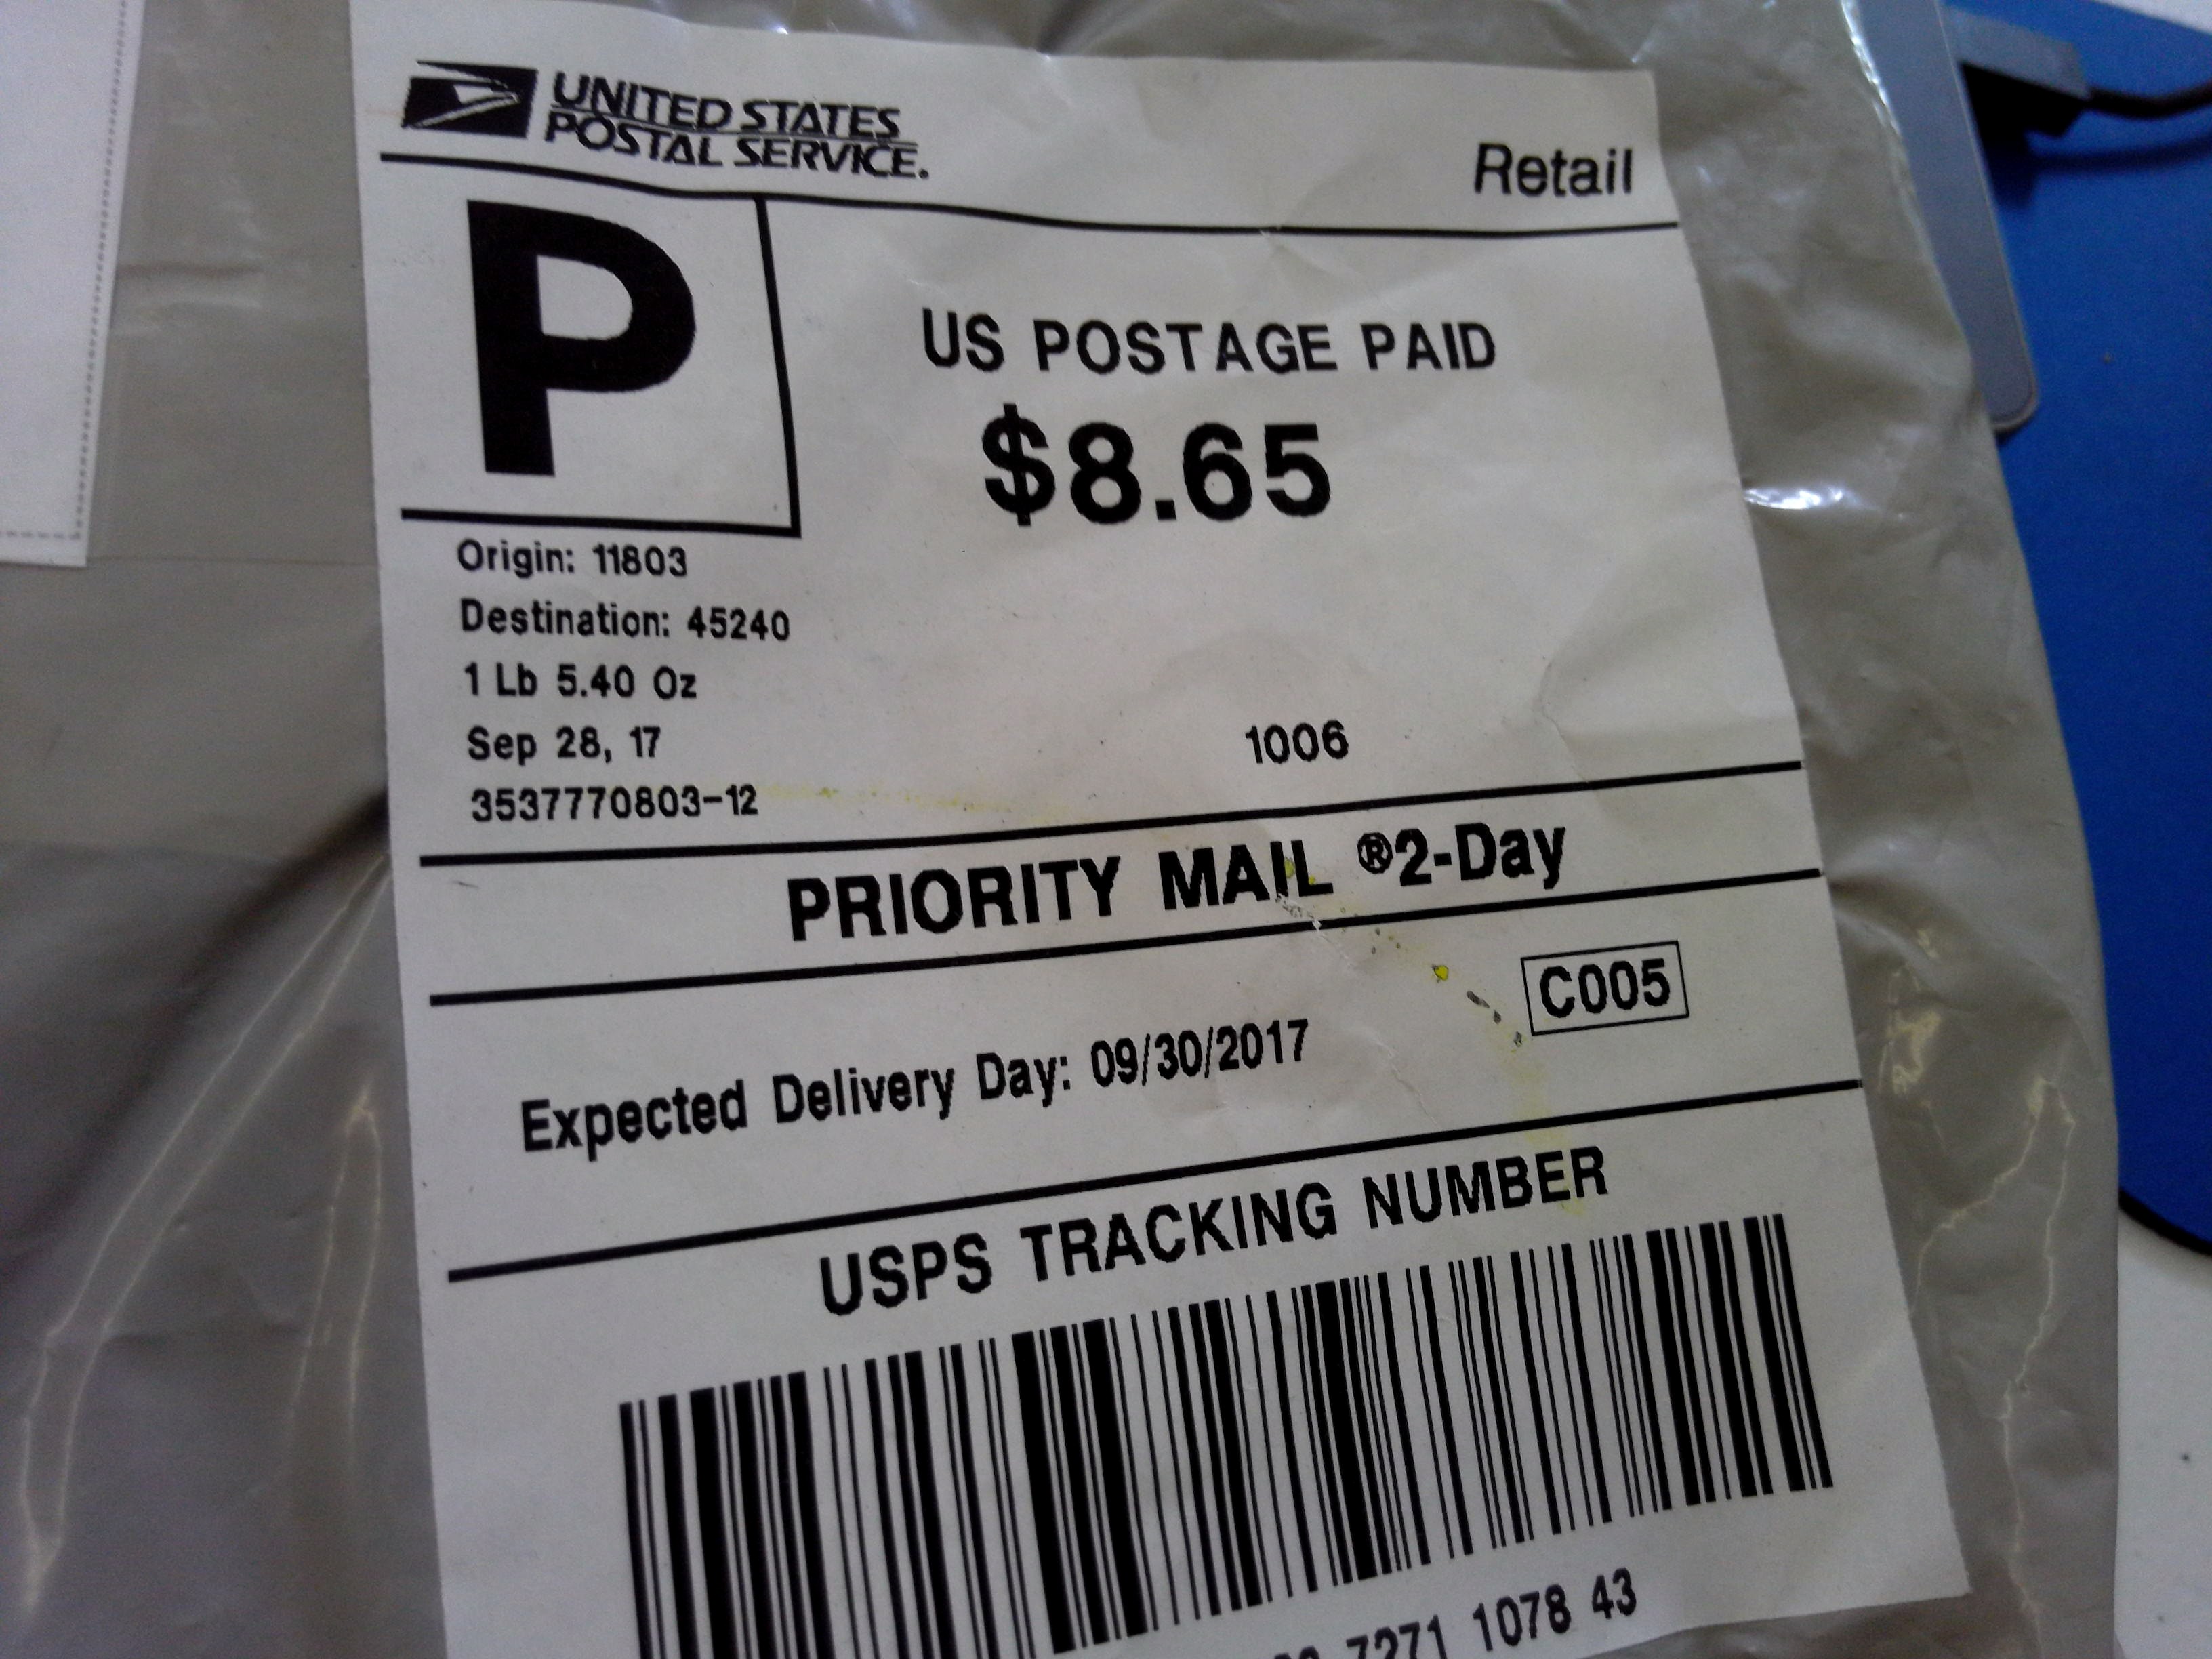 UNITED STATES
POSTAL SERVICE.
Retail
P
US POSTAGE PAID
$8.65
Origin: 11803
Destination: 45240
1 Lb 5.40 Oz
Sep 28, 17
3537770803-12
1006
PRIORITY MAIL ®2-Day
Expected Delivery Day: 09/30/2017
C005
USPS TRACKING NUMBER
7271 1078 43